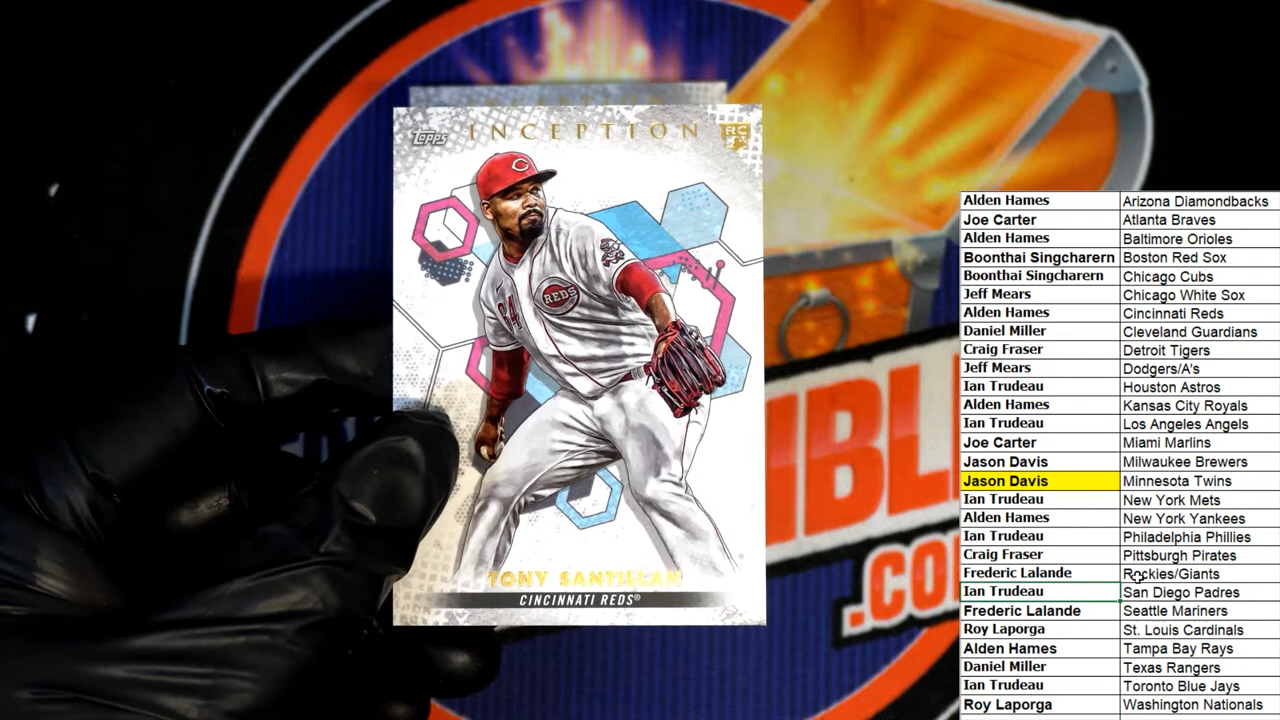 INCEPTION
Topps
RC
C
REDS
34
TONY SANTILLAN
CINCINNATI REDS®
IBL
.CO
Alden Hames Arizona Diamondbacks
Joe Carter Atlanta Braves
Alden Hames Baltimore Orioles
Boonthai Singcharern Boston Red Sox
Boonthai Singcharern Chicago Cubs
Jeff Mears Chicago White Sox
Alden Hames Cincinnati Reds
Daniel Miller Cleveland Guardians
Craig Fraser Detroit Tigers
Jeff Mears Dodgers/A's
Ian Trudeau Houston Astros
Alden Hames Kansas City Royals
Ian Trudeau Los Angeles Angels
Joe Carter Miami Marlins
Jason Davis Milwaukee Brewers
Jason Davis Minnesota Twins
Ian Trudeau New York Mets
Alden Hames New York Yankees
Ian Trudeau Philadelphia Phillies
Craig Fraser Pittsburgh Pirates
Frederic Lalande Rockies/Giants
Ian Trudeau San Diego Padres
Frederic Lalande Seattle Mariners
Roy Laporga St. Louis Cardinals
Alden Hames Tampa Bay Rays
Daniel Miller Texas Rangers
Ian Trudeau Toronto Blue Jays
Roy Laporga Washington Nationals